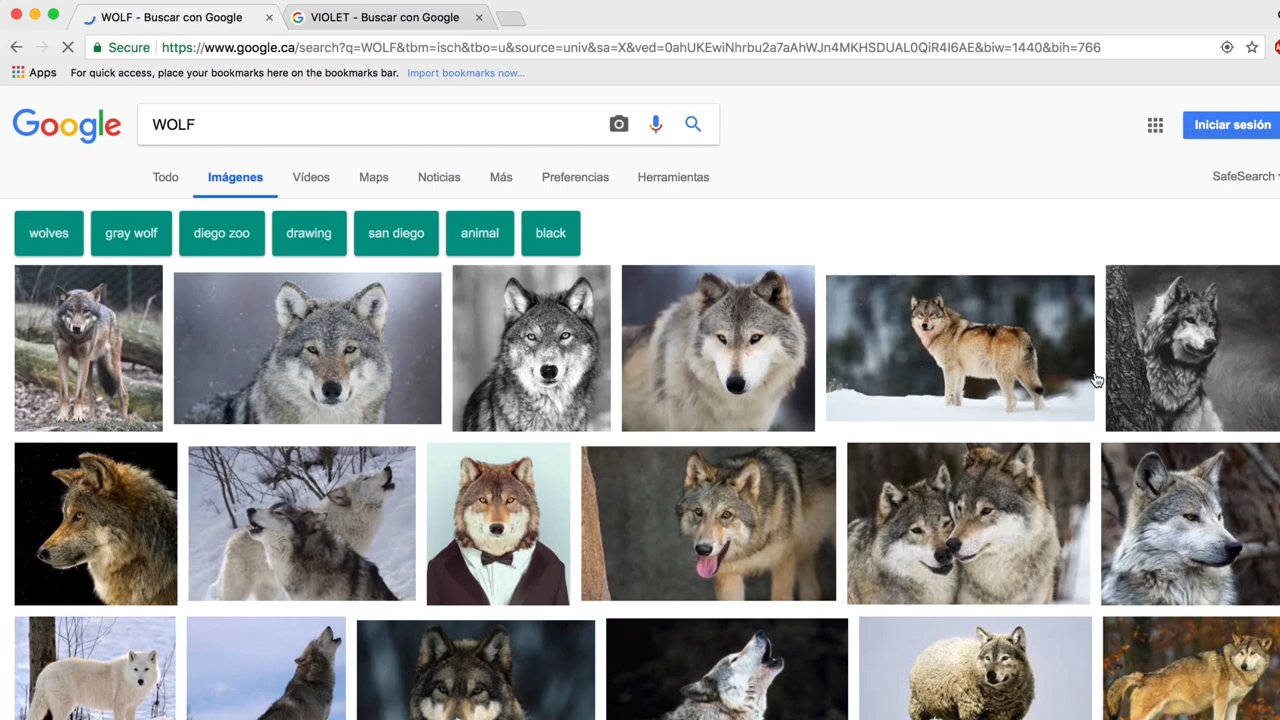 WOLF - Buscar con Google
VIOLET - Buscar con Google
Secure https://www.google.ca/search?q=WOLF&tbm=isch&tbo=u&source=univ&sa=X&ved=0ahUKEwiNhrbu2a7aAhWJn4MKHSDUAL0QiR4I6AE&biw=1440&bih=766
Apps For quick access, place your bookmarks here on the bookmarks bar. Import bookmarks now...
Google
WOLF
Iniciar sesión
Todo Imágenes Vídeos Maps Noticias Más Preferencias Herramientas SafeSearch
wolves gray wolf diego zoo drawing san diego animal black